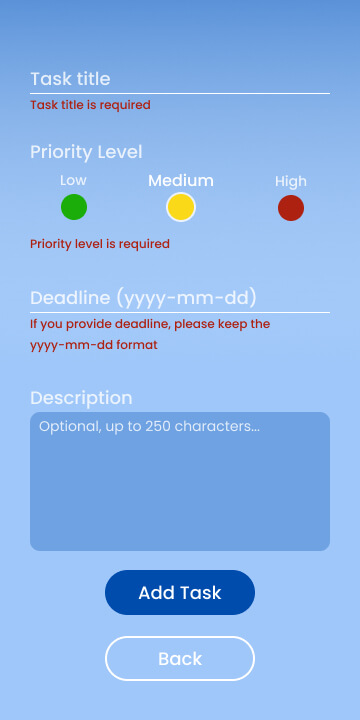 Task title
Task title is required
Priority Level
Low Medium High
Priority level is required
Deadline (yyyy-mm-dd)
If you provide deadline, please keep the
yyyy-mm-dd format
Description
Optional, up to 250 characters...
Add Task
Back